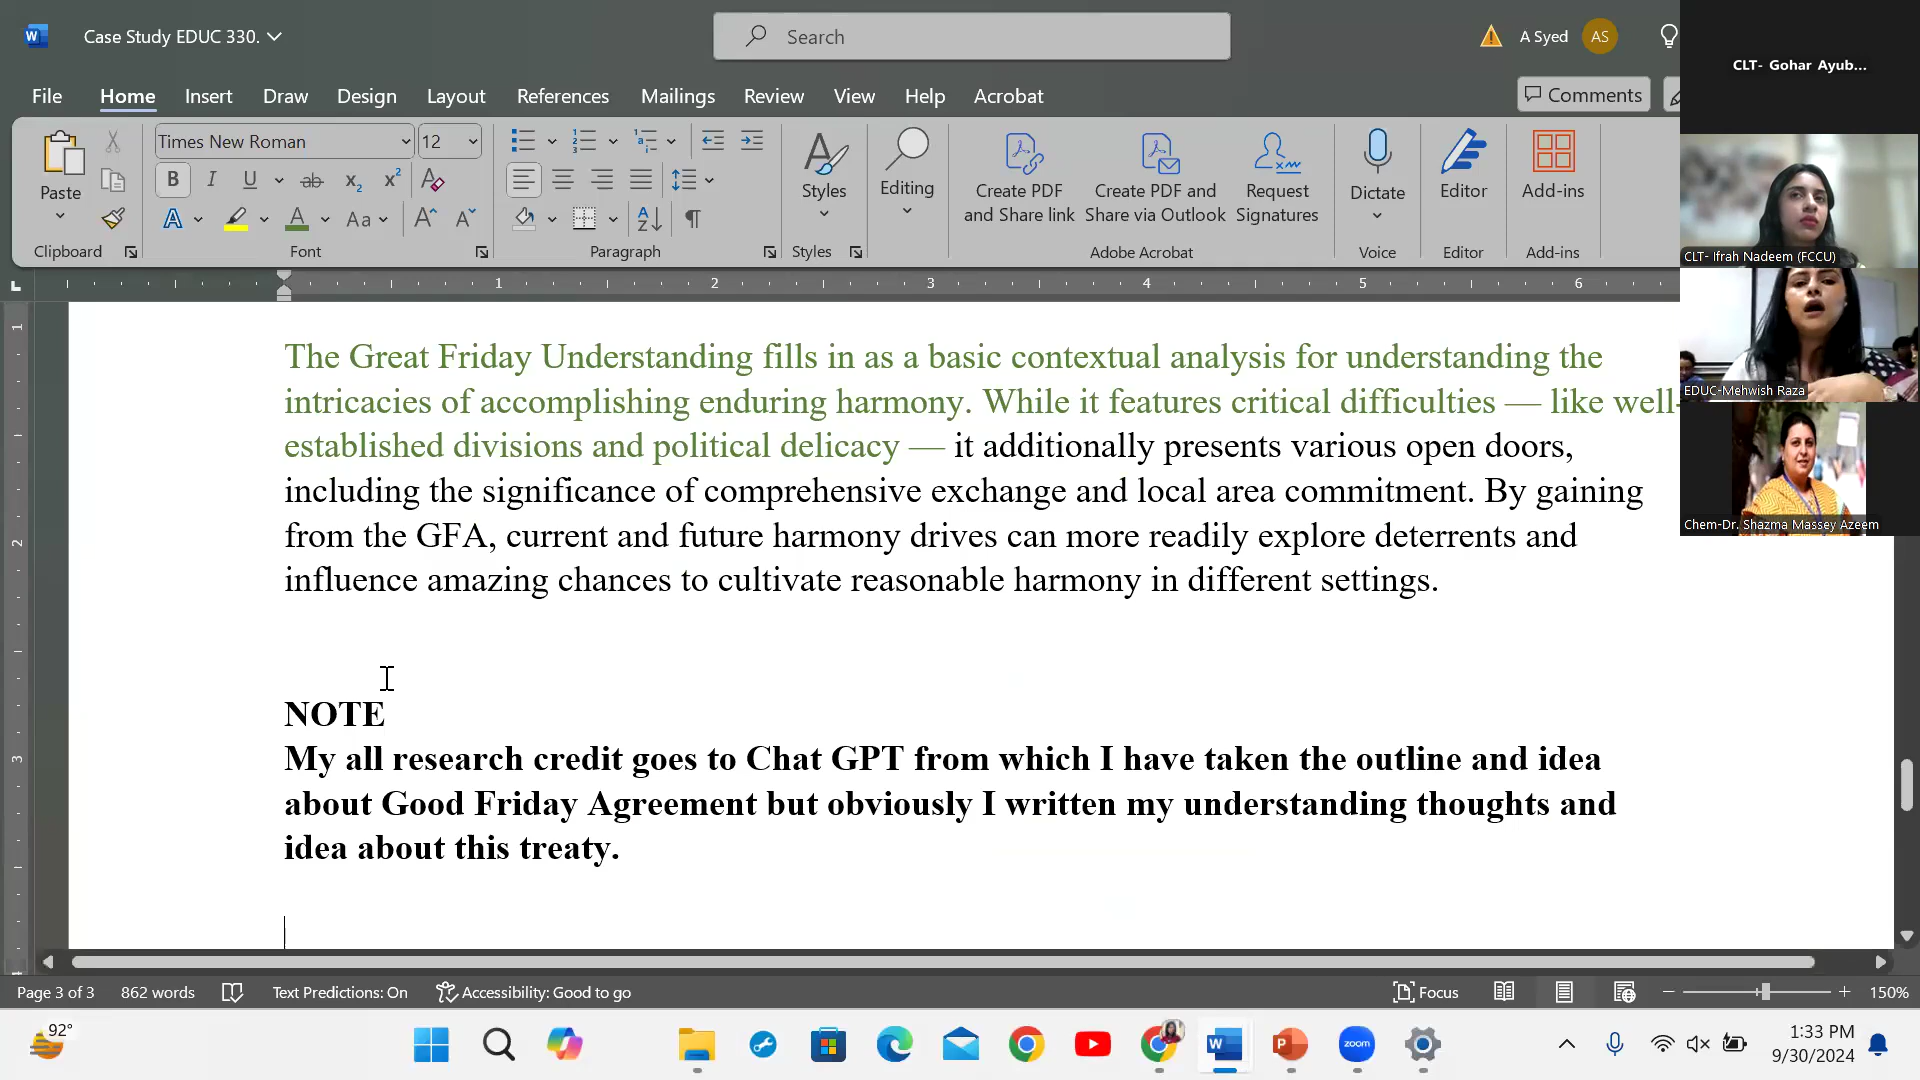 Case Study EDUC 330.
Search
A Syed
AS
CLT- Gohar Ayub...
File Home Insert Draw Design Layout References Mailings Review View Help Acrobat
Comments
Times New Roman
12
Paste
Styles
Editing
Create PDF
and Share link
Create PDF and
Share via Outlook
Request
Signatures
Dictate
Editor
Add-ins
Clipboard
Font
Paragraph
Styles
Adobe Acrobat
Voice
Editor
Add-ins
CLT- Ifrah Nadeem (FCCU)
1 2 3 4 5 6
EDUC-Mehwish Raza
Chem-Dr. Shazma Massey Azeem
The Great Friday Understanding fills in as a basic contextual analysis for understanding the
intricacies of accomplishing enduring harmony. While it features critical difficulties — like well-
established divisions and political delicacy — it additionally presents various open doors,
including the significance of comprehensive exchange and local area commitment. By gaining
from the GFA, current and future harmony drives can more readily explore deterrents and
influence amazing chances to cultivate reasonable harmony in different settings.
NOTE
My all research credit goes to Chat GPT from which I have taken the outline and idea
about Good Friday Agreement but obviously I written my understanding thoughts and
idea about this treaty.
1
2
3
Page 3 of 3 862 words Text Predictions: On Accessibility: Good to go
Focus
150%
92°
zoom
1:33 PM
9/30/2024